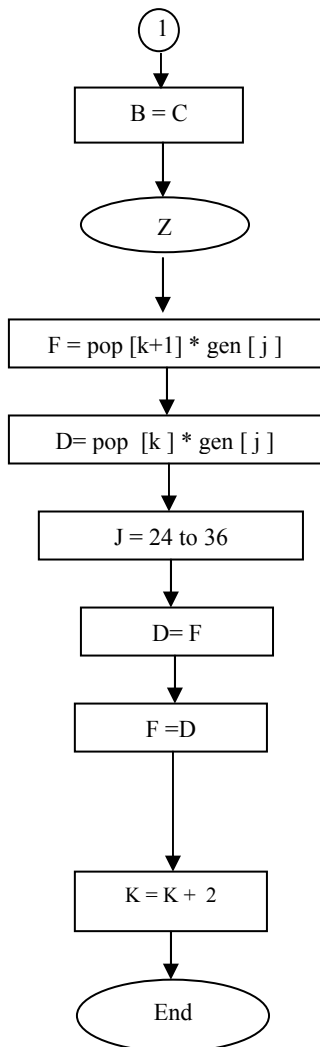 1
B = C
Z
F = pop [k+1] * gen [ j ]
D= pop [k ] * gen [ j ]
J = 24 to 36
D= F
F =D
K = K + 2
End